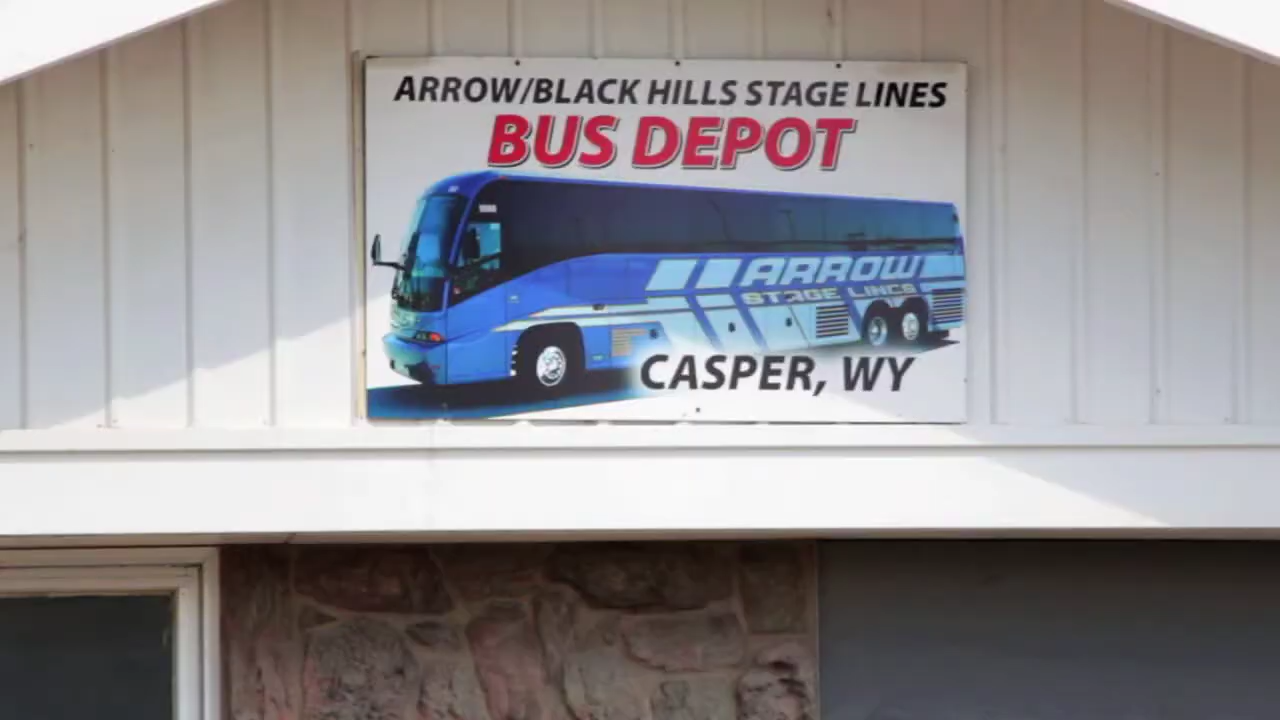 ARROW/BLACK HILLS STAGE LINES
BUS DEPOT
ARROW
STAGE LINES
CASPER, WY